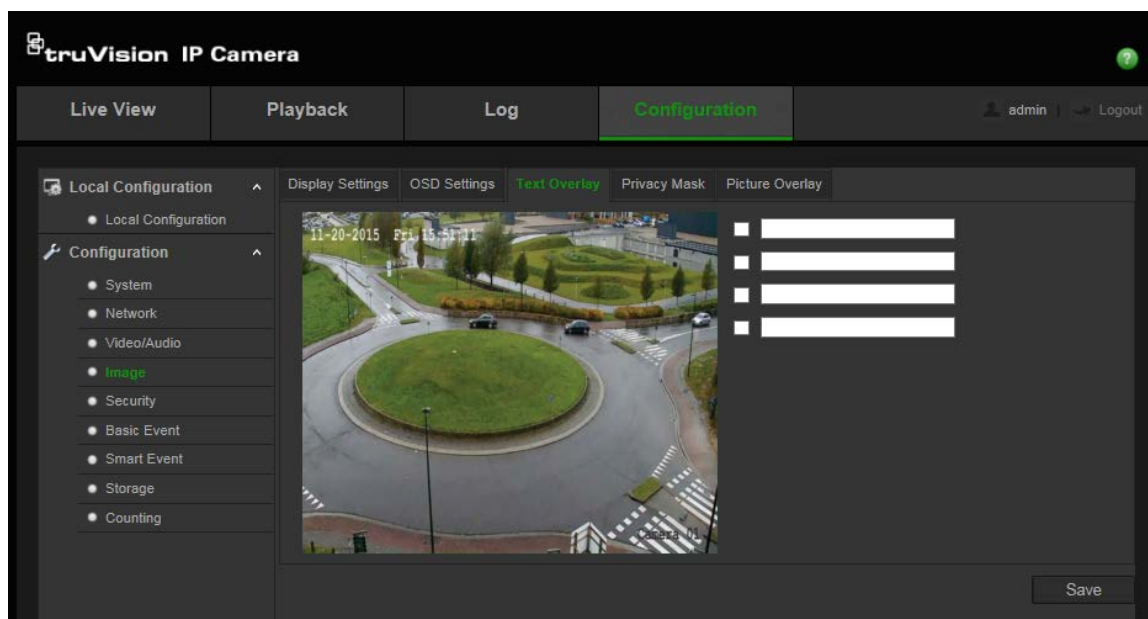 truVision IP Camera
?
Live View Playback Log Configuration admin | Logout
Local Configuration
Local Configuration
Configuration
System
Network
Video/Audio
Image
Security
Basic Event
Smart Event
Storage
Counting
Display Settings OSD Settings Text Overlay Privacy Mask Picture Overlay
11-20-2015 Fri 15:51:11
Camera 01
Save